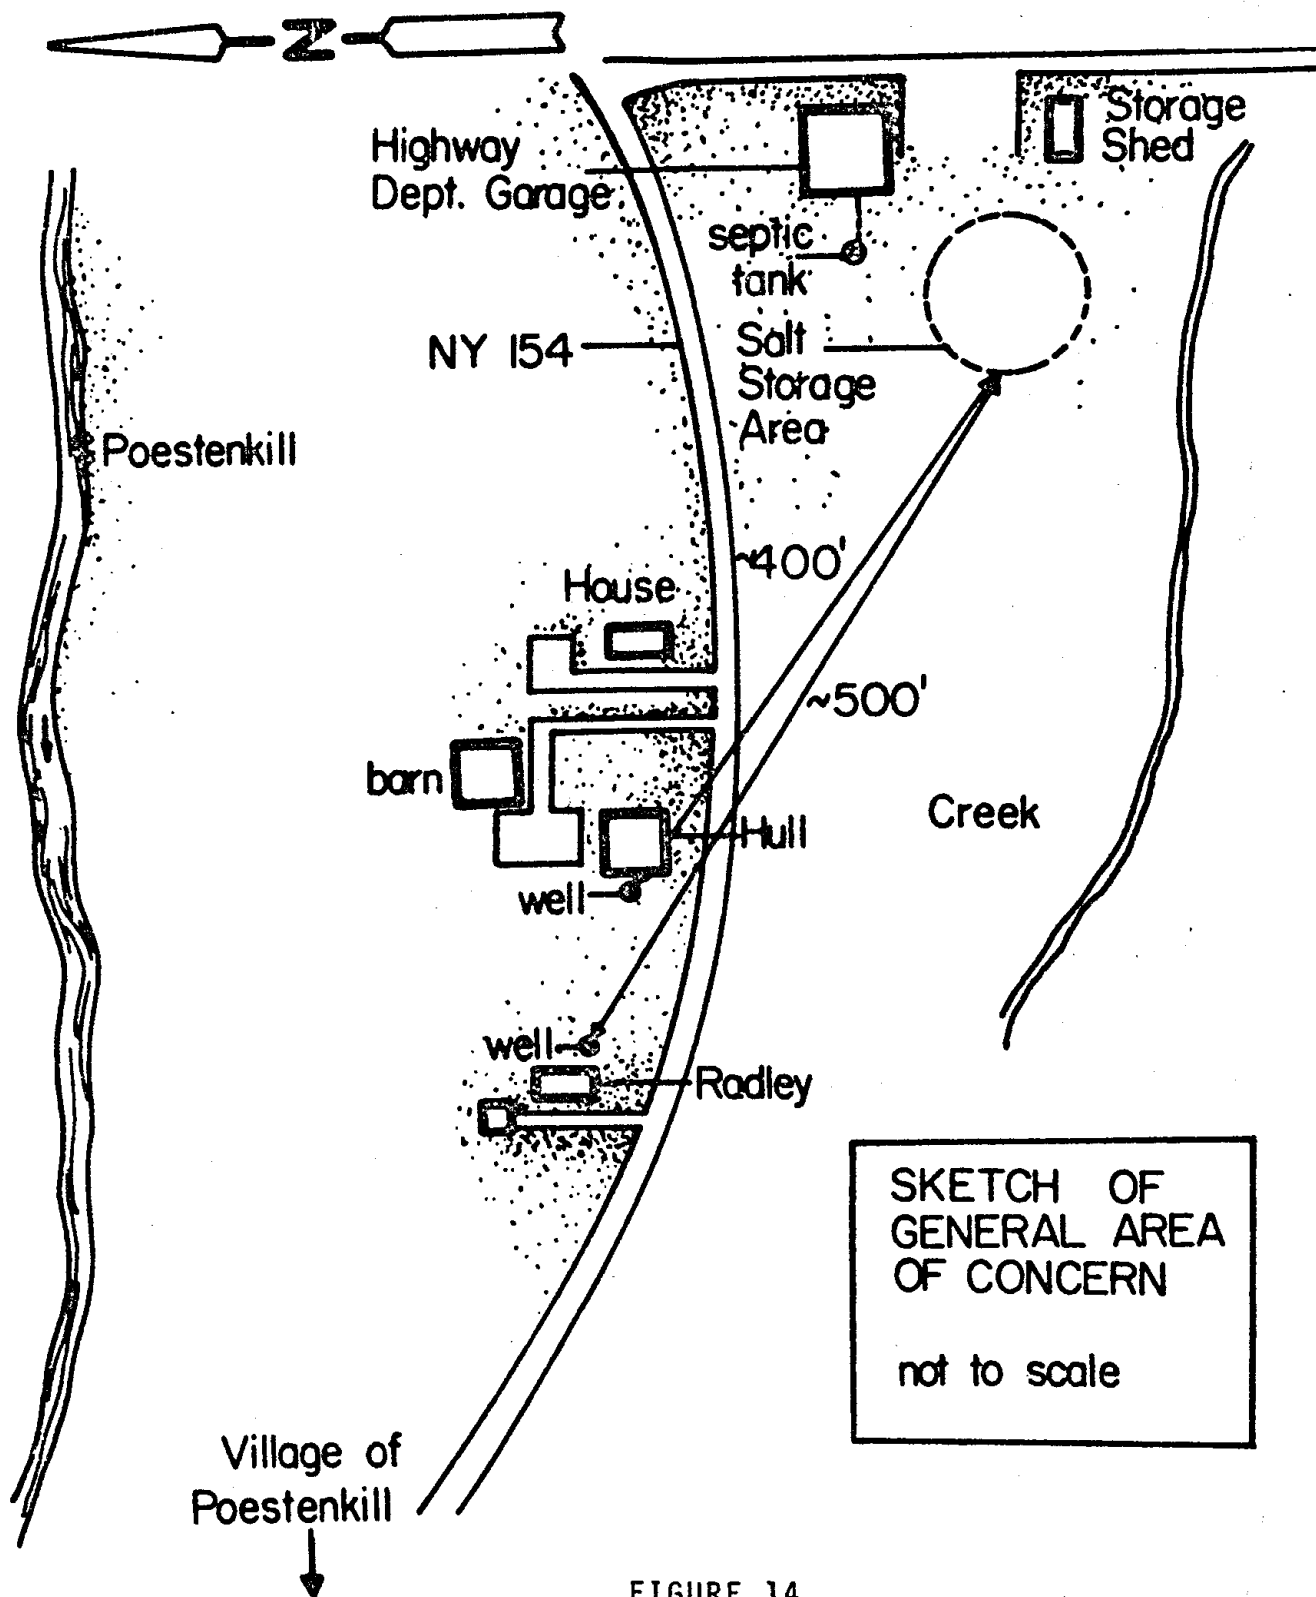 N
Highway
Dept. Garage
Storage
Shed
septic
tank
NY 154
Salt
Storage
Area
Poestenkill
~400'
House
~500'
barn
Hull
Creek
well
well
Radley
SKETCH OF
GENERAL AREA
OF CONCERN
not to scale
Village of
Poestenkill
FIGURE 14